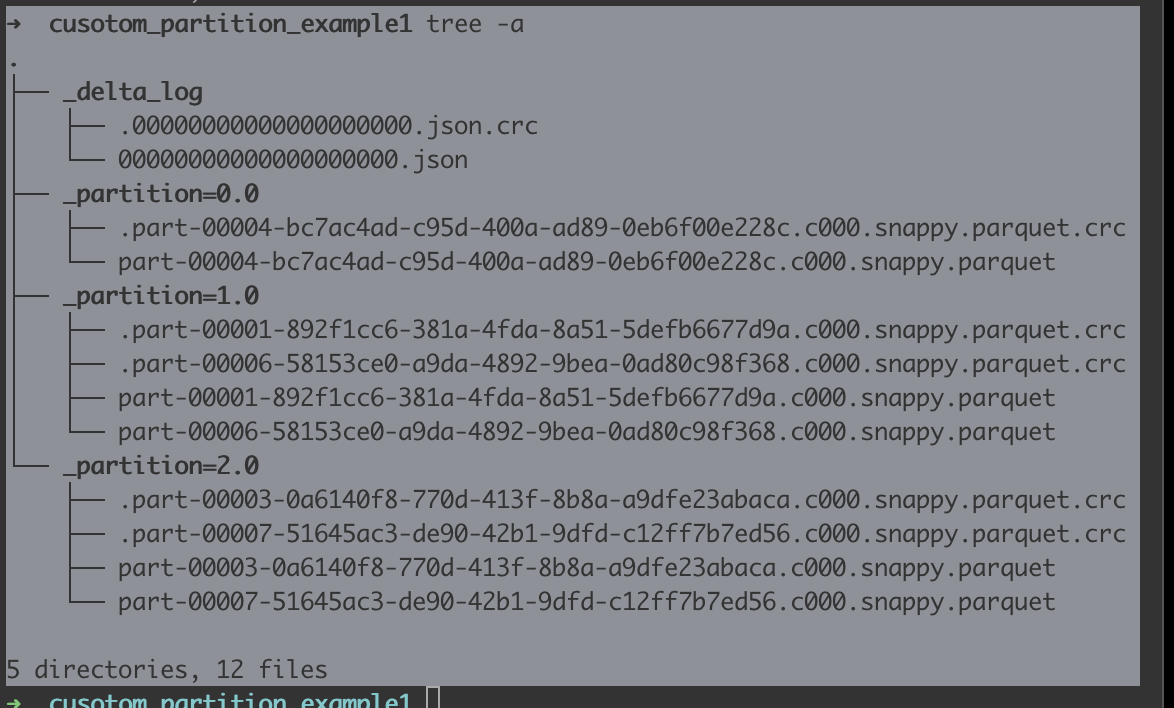 ➜  cusotom_partition_example1 tree -a
.
├── _delta_log
│   ├── .00000000000000000000.json.crc
│   └── 00000000000000000000.json
├── _partition=0.0
│   ├── .part-00004-bc7ac4ad-c95d-400a-ad89-0eb6f00e228c.c000.snappy.parquet.crc
│   └── part-00004-bc7ac4ad-c95d-400a-ad89-0eb6f00e228c.c000.snappy.parquet
├── _partition=1.0
│   ├── .part-00001-892f1cc6-381a-4fda-8a51-5defb6677d9a.c000.snappy.parquet.crc
│   ├── .part-00006-58153ce0-a9da-4892-9bea-0ad80c98f368.c000.snappy.parquet.crc
│   ├── part-00001-892f1cc6-381a-4fda-8a51-5defb6677d9a.c000.snappy.parquet
│   └── part-00006-58153ce0-a9da-4892-9bea-0ad80c98f368.c000.snappy.parquet
└── _partition=2.0
    ├── .part-00003-0a6140f8-770d-413f-8b8a-a9dfe23abaca.c000.snappy.parquet.crc
    ├── .part-00007-51645ac3-de90-42b1-9dfd-c12ff7b7ed56.c000.snappy.parquet.crc
    ├── part-00003-0a6140f8-770d-413f-8b8a-a9dfe23abaca.c000.snappy.parquet
    └── part-00007-51645ac3-de90-42b1-9dfd-c12ff7b7ed56.c000.snappy.parquet

5 directories, 12 files
➜  cusotom_partition_example1